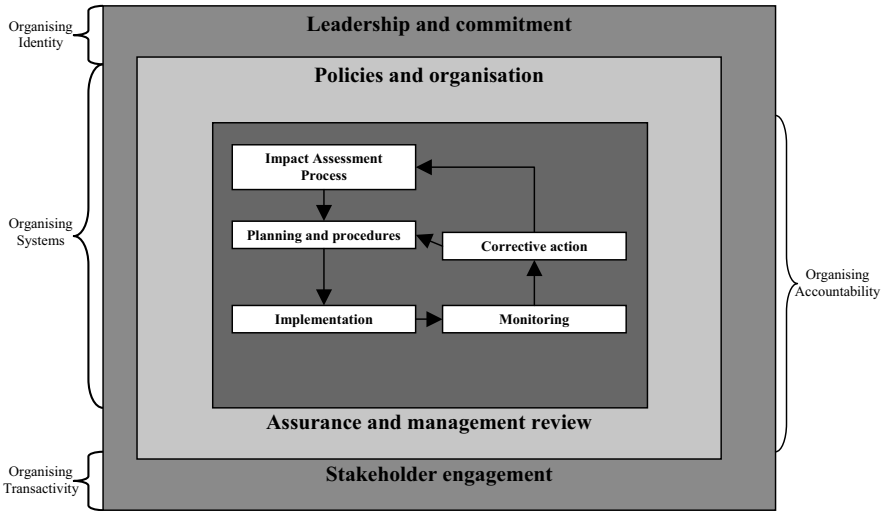 Organising
Identity
Leadership and commitment
Policies and organisation
Impact Assessment
Process
Organising
Systems
Planning and procedures
Corrective action
Organising
Accountability
Implementation
Monitoring
Assurance and management review
Organising
Transactivity
Stakeholder engagement